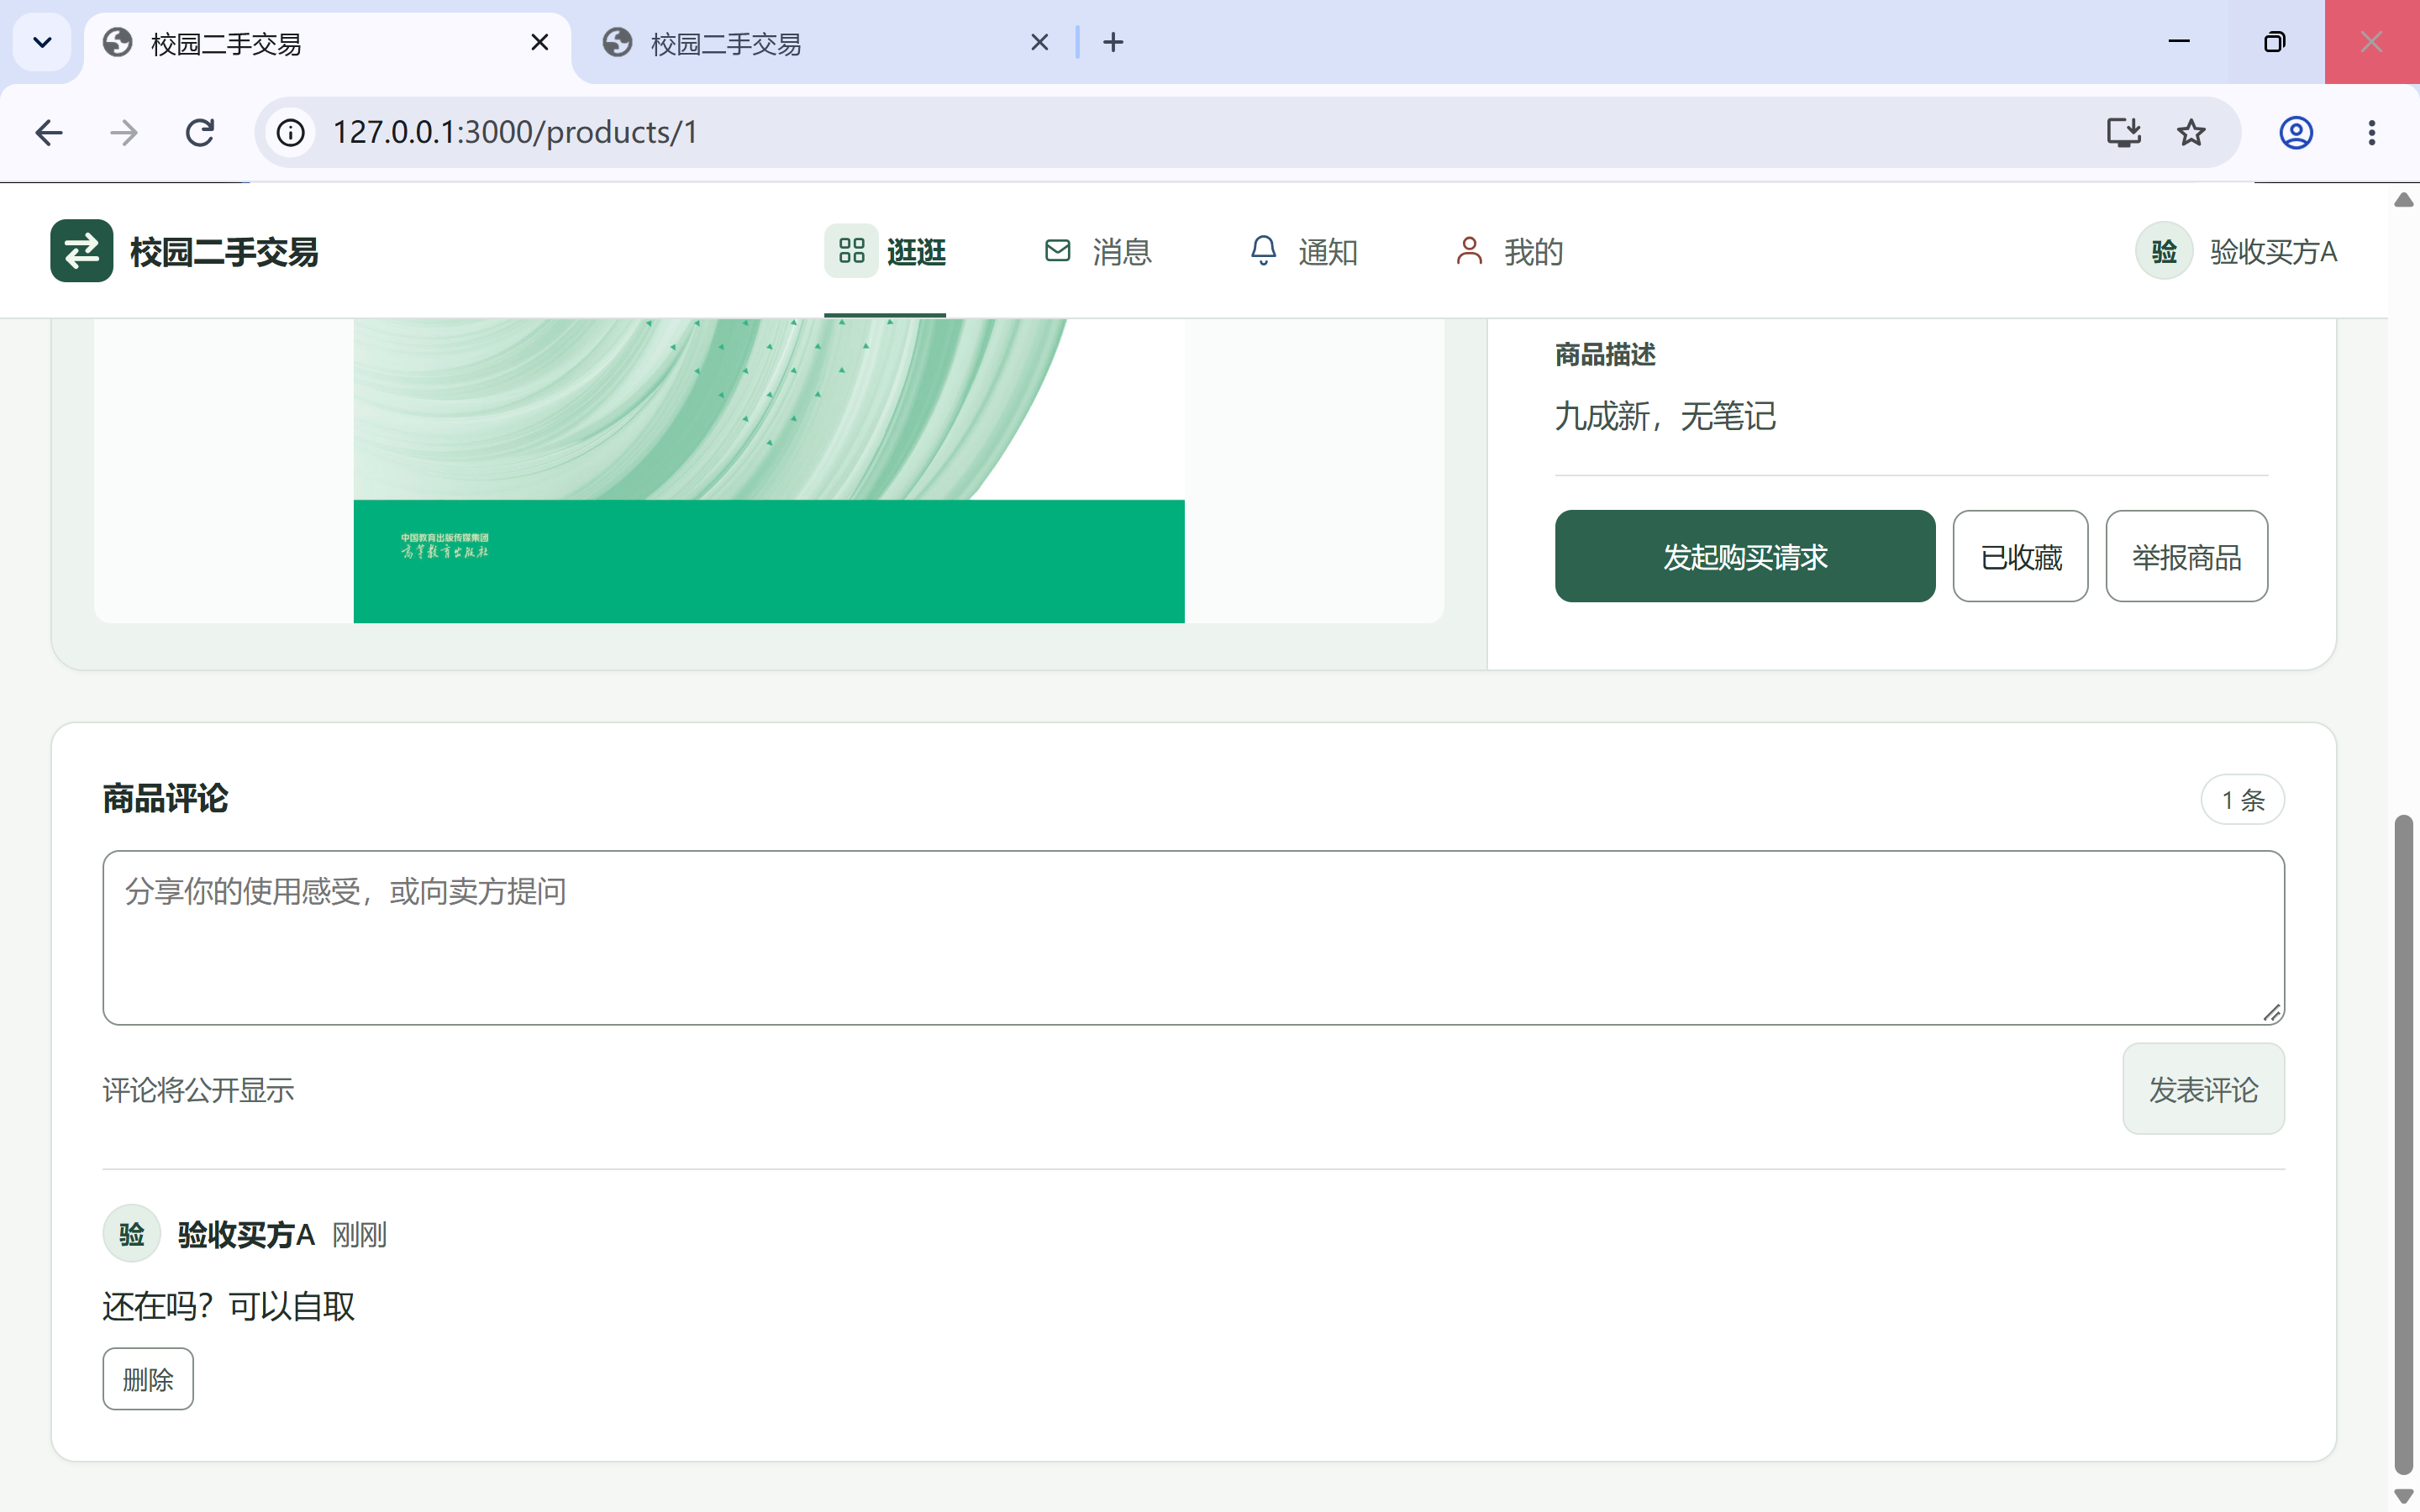 校园二手交易
校园二手交易
127.0.0.1:3000/products/1
校园二手交易
逛逛
消息
通知
我的
验
验收买方A
中国教育出版传媒集团
高等教育出版社
商品描述
九成新，无笔记
发起购买请求
已收藏
举报商品
商品评论
1 条
分享你的使用感受，或向卖方提问
评论将公开显示
发表评论
验
验收买方A 刚刚
还在吗？可以自取
删除